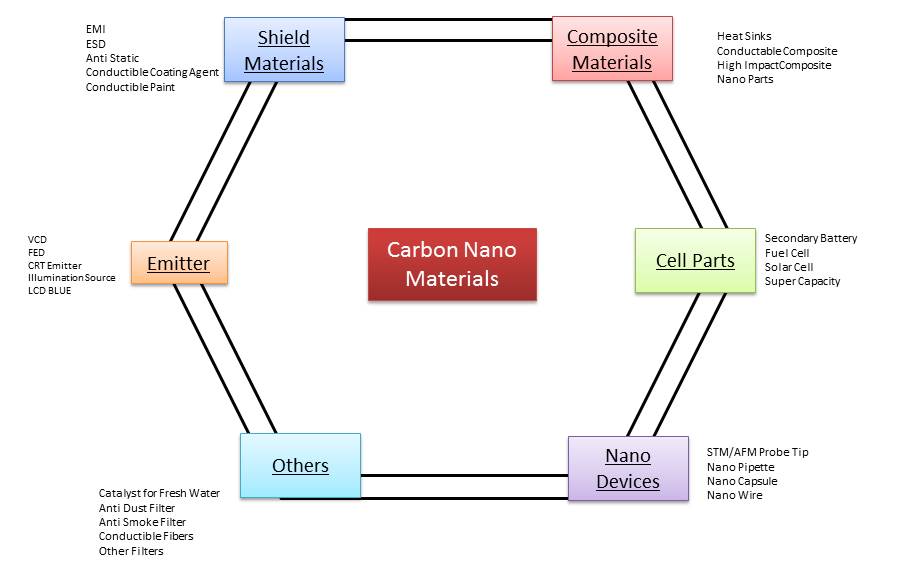 EMI
ESD
Anti Static
Conductible Coating Agent
Conductible Paint
Shield
Materials
Composite
Materials
Heat Sinks
Conductable Composite
High ImpactComposite
Nano Parts
VCD
FED
CRT Emitter
Illumination Source
LCD BLUE
Emitter
Carbon Nano
Materials
Cell Parts
Secondary Battery
Fuel Cell
Solar Cell
Super Capacity
Others
Catalyst for Fresh Water
Anti Dust Filter
Anti Smoke Filter
Conductible Fibers
Other Filters
Nano
Devices
STM/AFM Probe Tip
Nano Pipette
Nano Capsule
Nano Wire